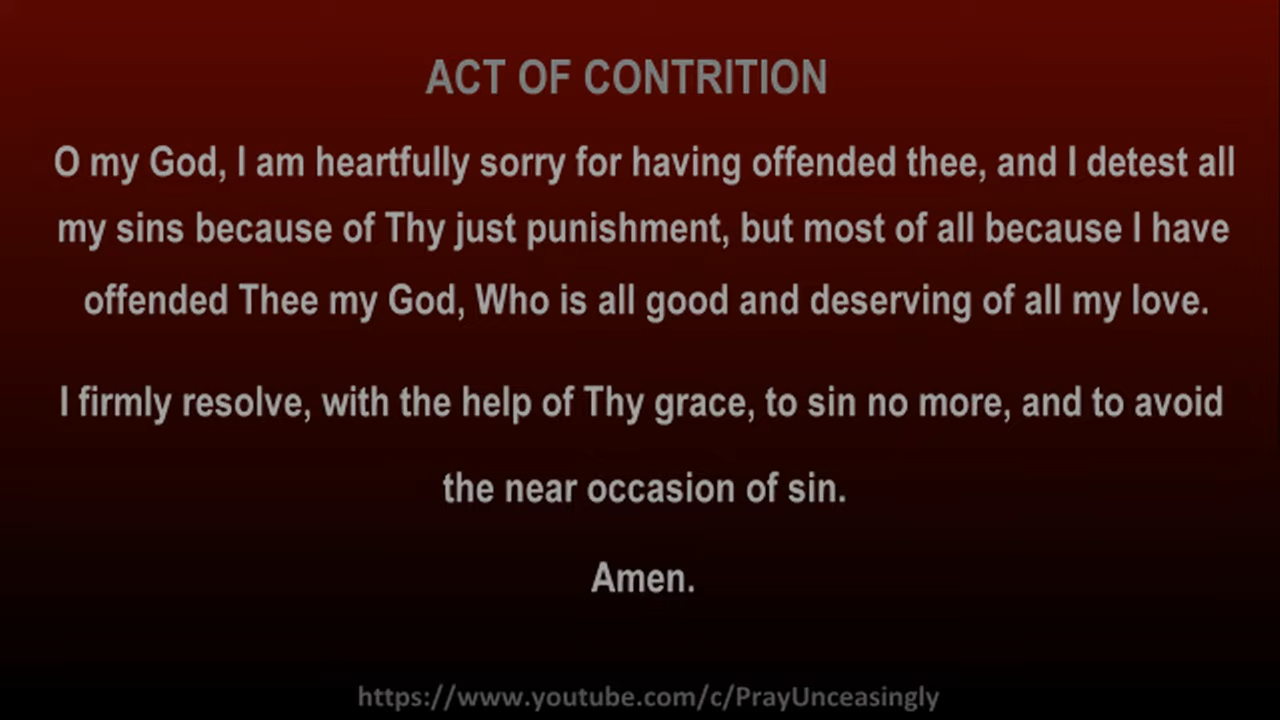 ACT OF CONTRITION
O my God, I am heartfully sorry for having offended thee, and I detest all
my sins because of Thy just punishment, but most of all because I have
offended Thee my God, Who is all good and deserving of all my love.
I firmly resolve, with the help of Thy grace, to sin no more, and to avoid
the near occasion of sin.
Amen.
https://www.youtube.com/c/PrayUnceasingly